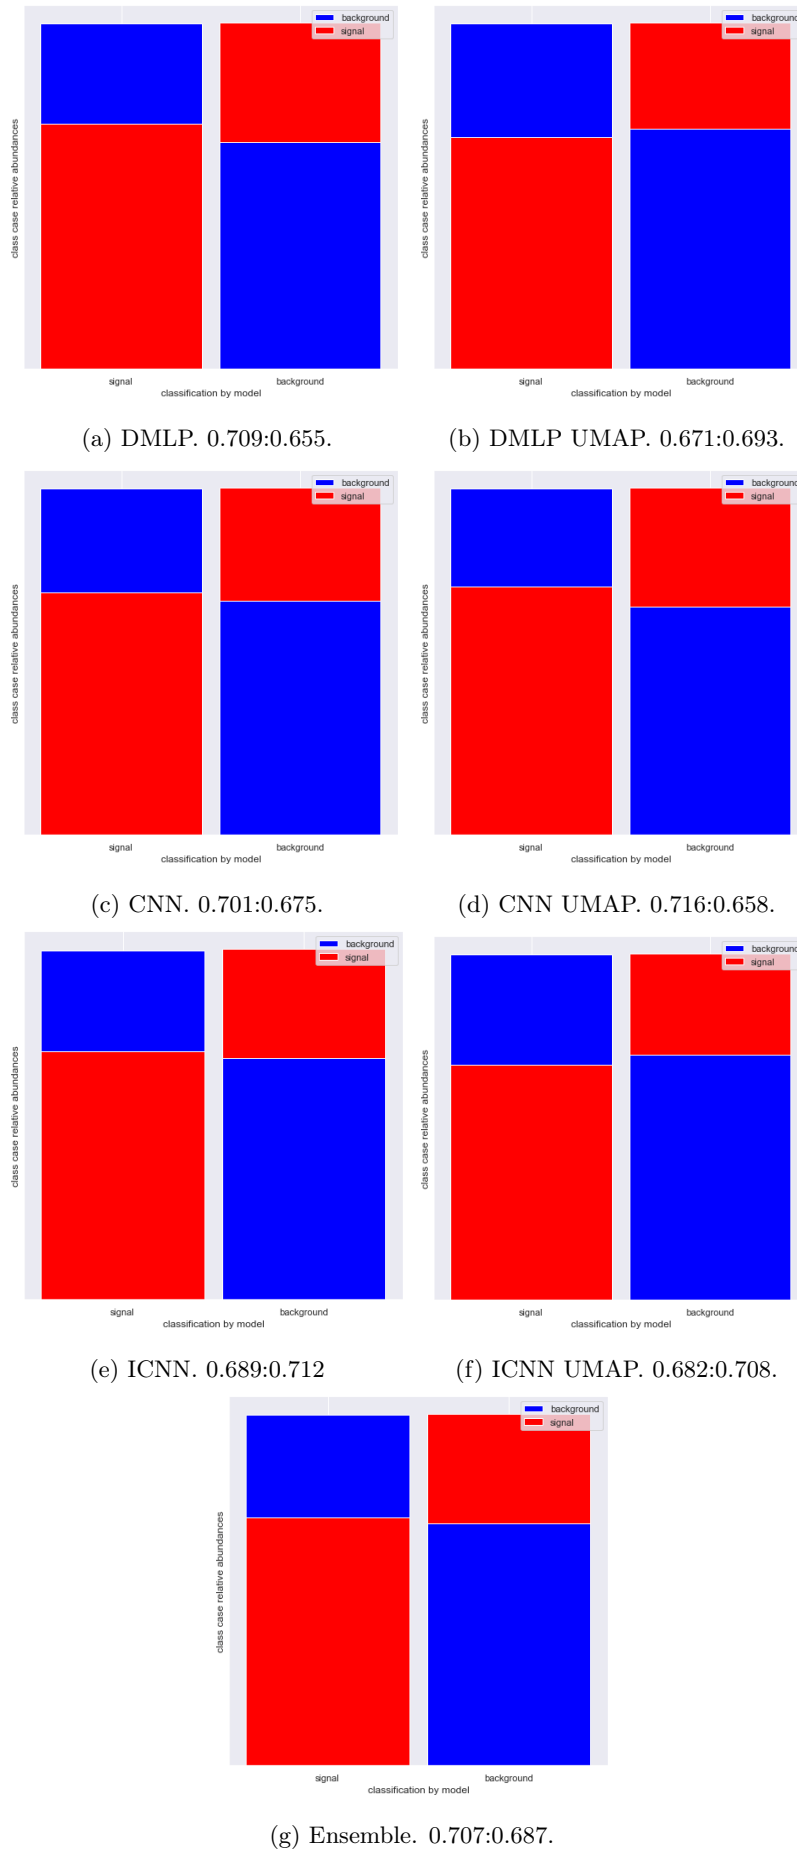 background
signal
class case relative abundances
signal background
classification by model
(a) DMLP. 0.709:0.655.
background
signal
class case relative abundances
signal background
classification by model
(b) DMLP UMAP. 0.671:0.693.
background
signal
class case relative abundances
signal background
classification by model
(c) CNN. 0.701:0.675.
background
signal
class case relative abundances
signal background
classification by model
(d) CNN UMAP. 0.716:0.658.
background
signal
class case relative abundances
signal background
classification by model
(e) ICNN. 0.689:0.712
background
signal
class case relative abundances
signal background
classification by model
(f) ICNN UMAP. 0.682:0.708.
background
signal
class case relative abundances
signal background
classification by model
(g) Ensemble. 0.707:0.687.